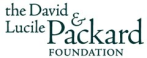 the David &
Lucile Packard
FOUNDATION